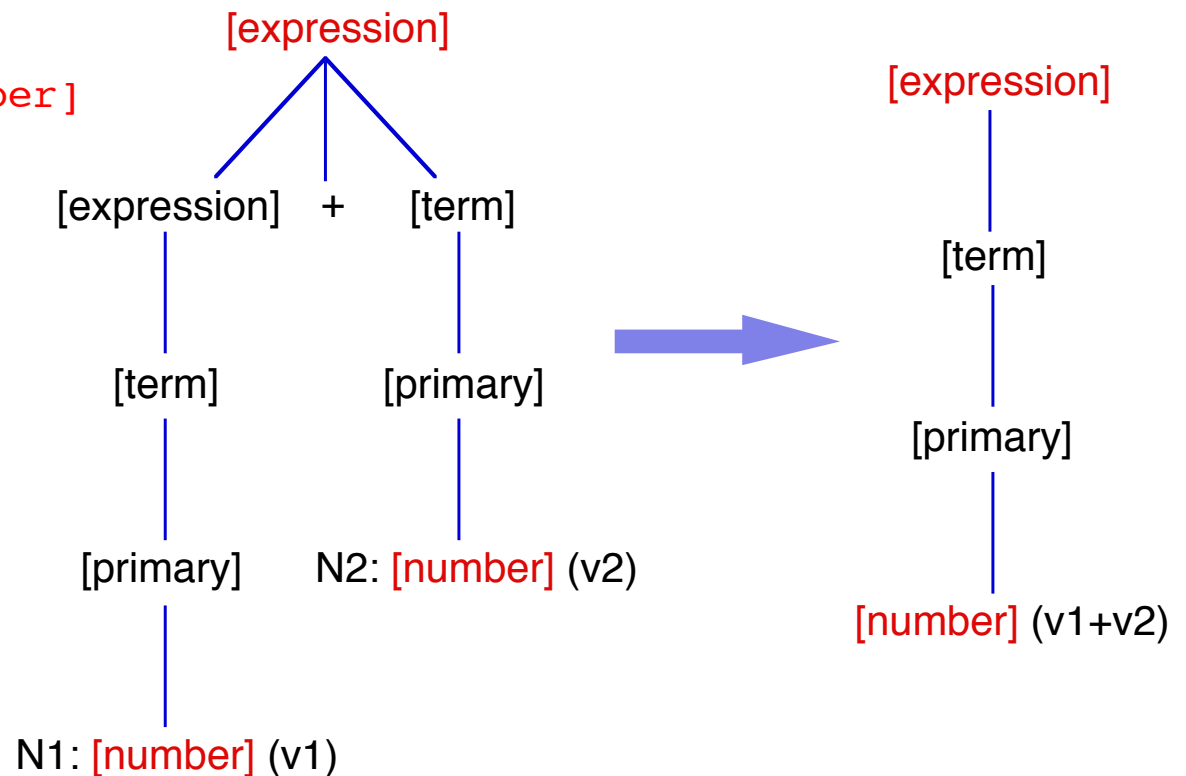 [expression]
[expression]
ber]
[expression] + [term]
[term]
[term] [primary]
[primary]
[primary] N2: [number] (v2)
[number] (v1+v2)
N1: [number] (v1)